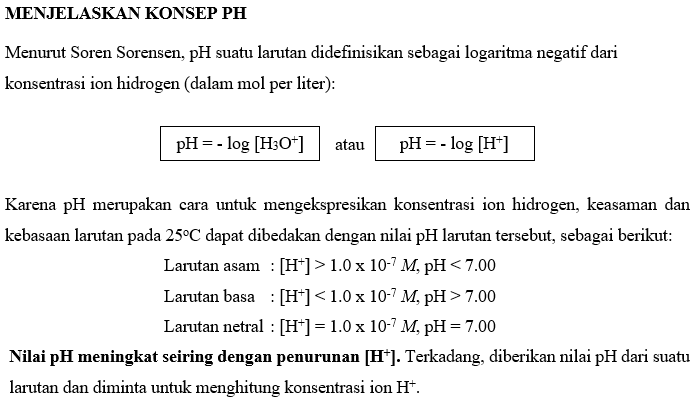 MENJELASKAN KONSEP PH
Menurut Soren Sorensen, pH suatu larutan didefinisikan sebagai logaritma negatif dari
konsentrasi ion hidrogen (dalam mol per liter):
pH = - log [H₃O⁺] atau pH = - log [H⁺]
Karena pH merupakan cara untuk mengekspresikan konsentrasi ion hidrogen, keasaman dan
kebasaan larutan pada 25°C dapat dibedakan dengan nilai pH larutan tersebut, sebagai berikut:
Larutan asam : [H⁺] > 1.0 x 10⁻⁷ M, pH < 7.00
Larutan basa : [H⁺] < 1.0 x 10⁻⁷ M, pH > 7.00
Larutan netral : [H⁺] = 1.0 x 10⁻⁷ M, pH = 7.00
Nilai pH meningkat seiring dengan penurunan [H⁺]. Terkadang, diberikan nilai pH dari suatu
larutan dan diminta untuk menghitung konsentrasi ion H⁺.